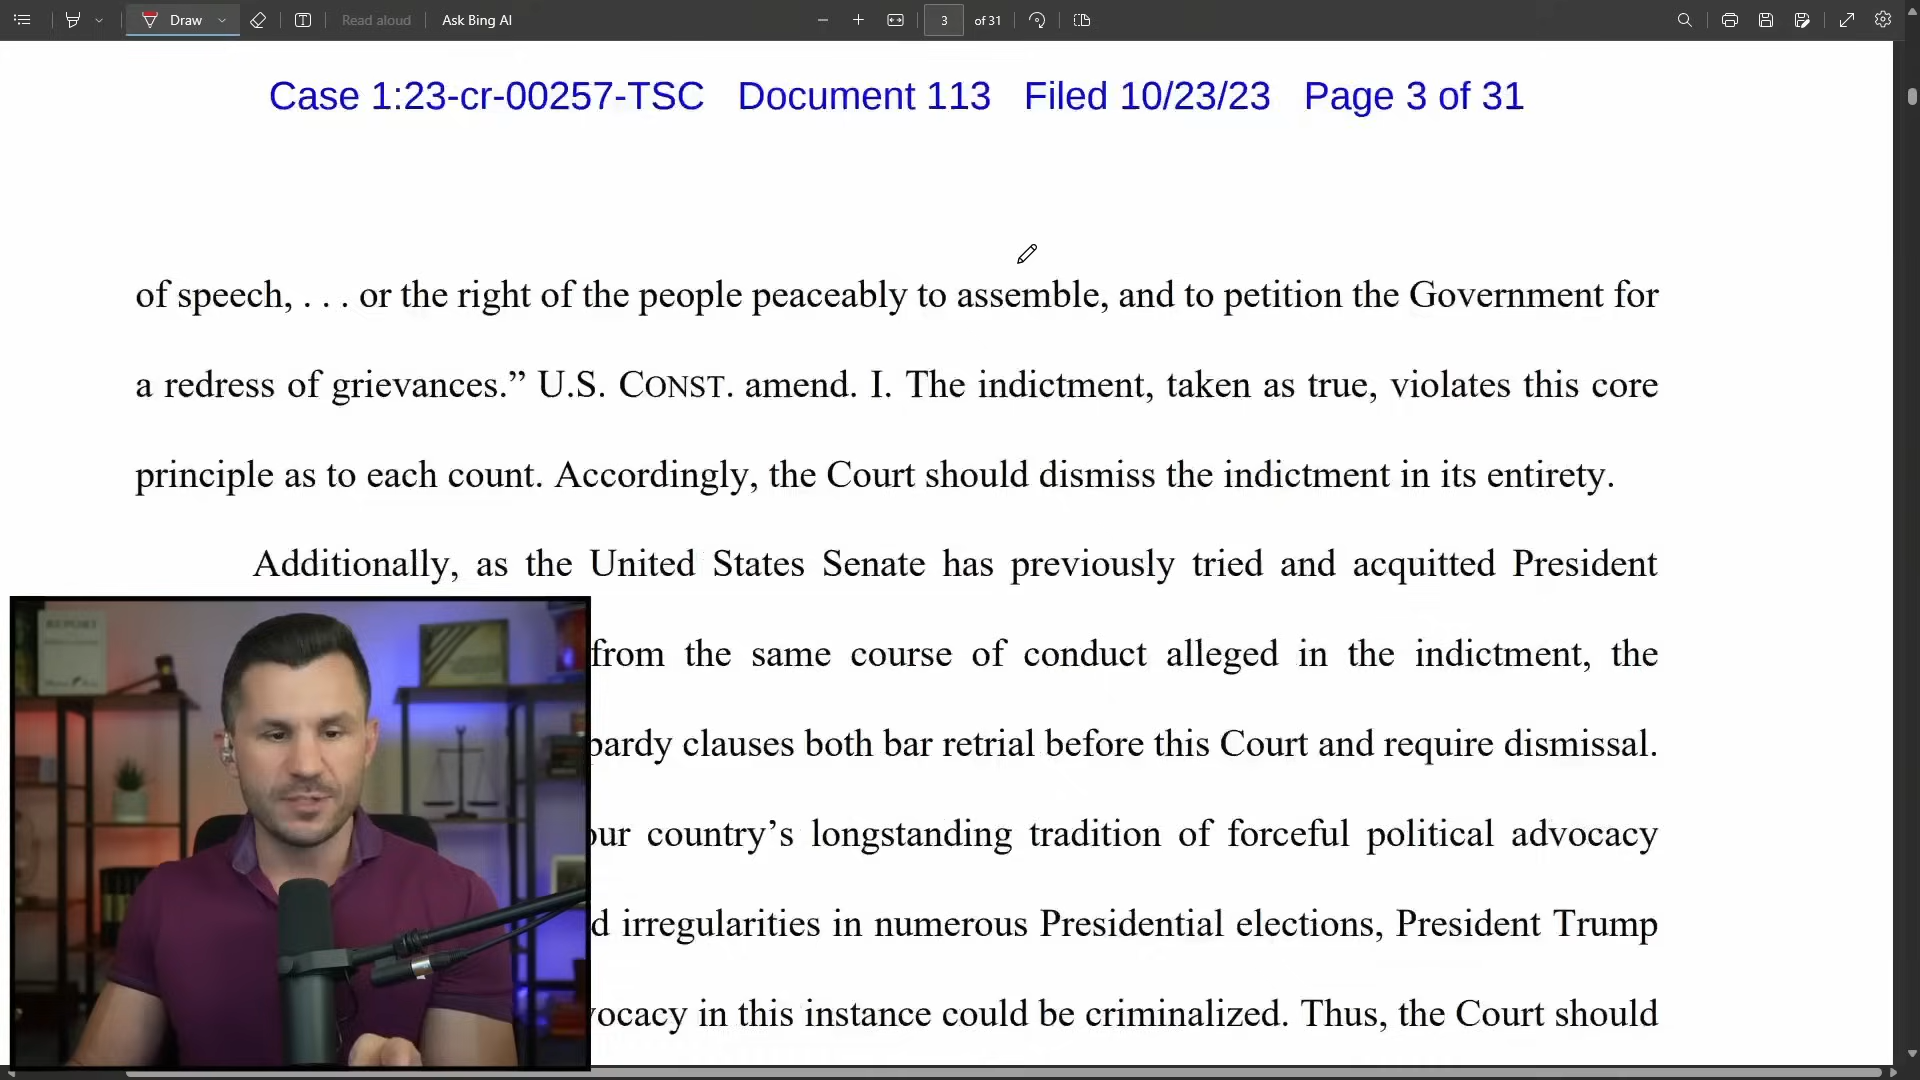 Draw
Read aloud
Ask Bing AI
3
of 31
Case 1:23-cr-00257-TSC Document 113 Filed 10/23/23 Page 3 of 31
of speech, . . . or the right of the people peaceably to assemble, and to petition the Government for
a redress of grievances.” U.S. CONST. amend. I. The indictment, taken as true, violates this core
principle as to each count. Accordingly, the Court should dismiss the indictment in its entirety.
Additionally, as the United States Senate has previously tried and acquitted President
from the same course of conduct alleged in the indictment, the
pardy clauses both bar retrial before this Court and require dismissal.
our country’s longstanding tradition of forceful political advocacy
d irregularities in numerous Presidential elections, President Trump
vocacy in this instance could be criminalized. Thus, the Court should
REPORT